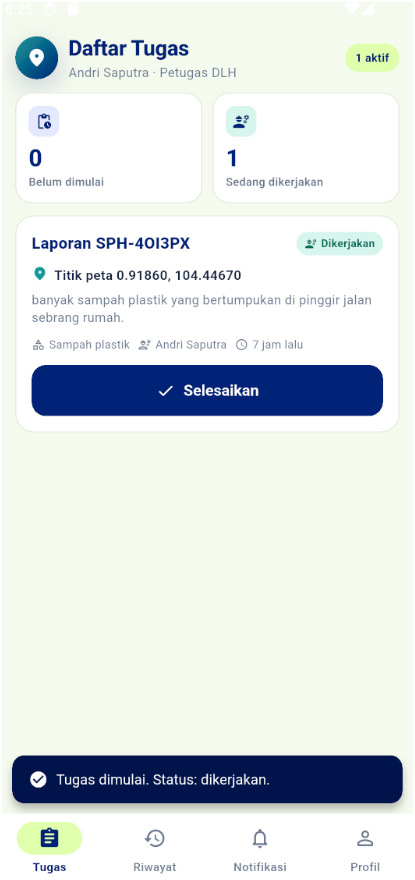 6:25
Daftar Tugas
Andri Saputra · Petugas DLH
1 aktif
0
Belum dimulai
1
Sedang dikerjakan
Laporan SPH-4OI3PX
Dikerjakan
Titik peta 0.91860, 104.44670
banyak sampah plastik yang bertumpukan di pinggir jalan
sebrang rumah.
Sampah plastik Andri Saputra 7 jam lalu
Selesaikan
Tugas dimulai. Status: dikerjakan.
Tugas Riwayat Notifikasi Profil